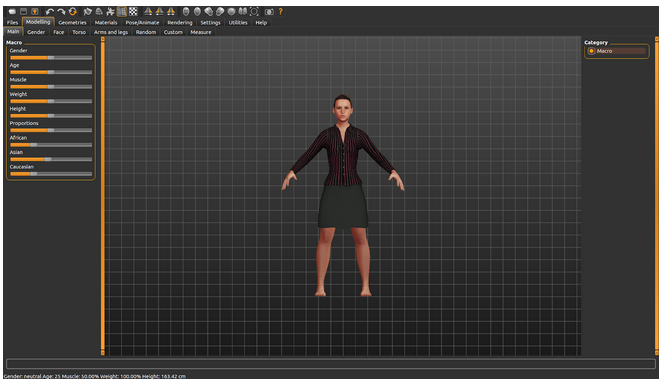 Files Modelling Geometries Materials Pose/Animate Rendering Settings Utilities Help
Main Gender Face Torso Arms and legs Random Custom Measure
Macro
Gender
Age
Muscle
Weight
Height
Proportions
African
Asian
Caucasian
Category
Macro
Gender: neutral Age: 25 Muscle: 50.00% Weight: 100.00% Height: 163.42 cm